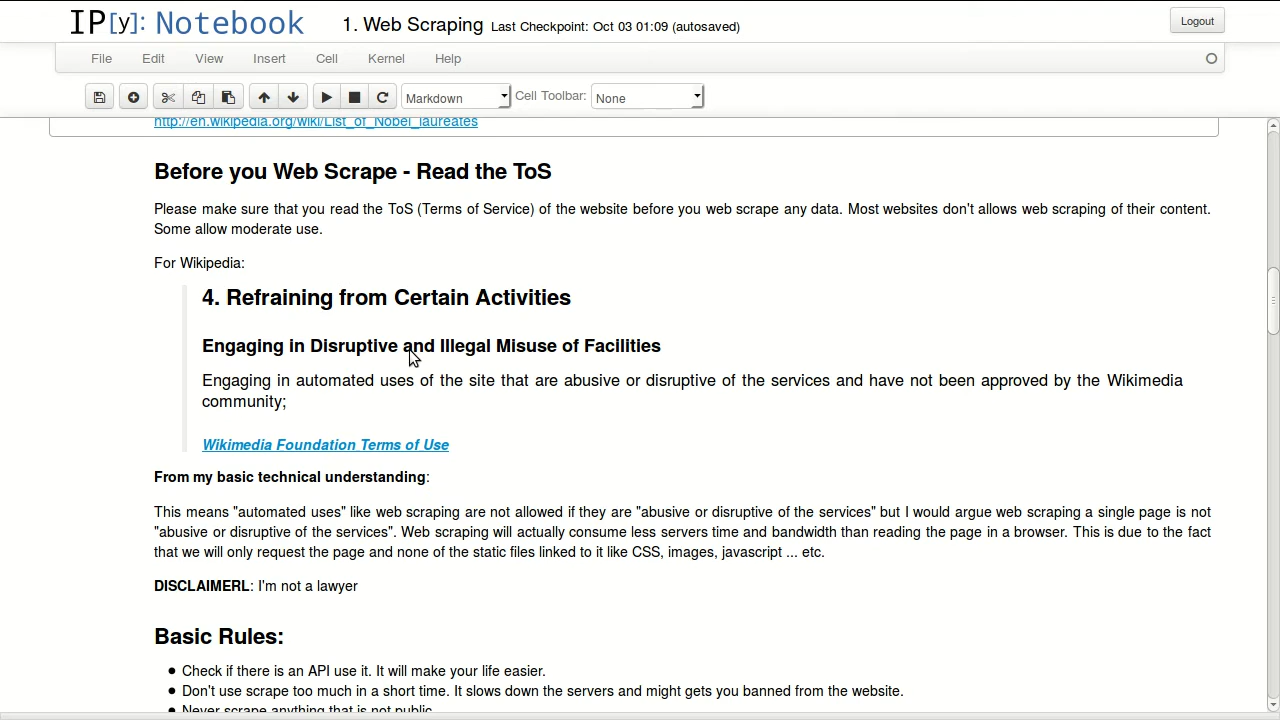 IP[y]: Notebook 1. Web Scraping Last Checkpoint: Oct 03 01:09 (autosaved) Logout
File Edit View Insert Cell Kernel Help
Markdown Cell Toolbar: None
http://en.wikipedia.org/wiki/List_of_Nobel_laureates
Before you Web Scrape - Read the ToS
Please make sure that you read the ToS (Terms of Service) of the website before you web scrape any data. Most websites don't allows web scraping of their content.
Some allow moderate use.
For Wikipedia:
4. Refraining from Certain Activities
Engaging in Disruptive and Illegal Misuse of Facilities
Engaging in automated uses of the site that are abusive or disruptive of the services and have not been approved by the Wikimedia
community;
Wikimedia Foundation Terms of Use
From my basic technical understanding:
This means "automated uses" like web scraping are not allowed if they are "abusive or disruptive of the services" but I would argue web scraping a single page is not
"abusive or disruptive of the services". Web scraping will actually consume less servers time and bandwidth than reading the page in a browser. This is due to the fact
that we will only request the page and none of the static files linked to it like CSS, images, javascript ... etc.
DISCLAIMERL: I'm not a lawyer
Basic Rules:
● Check if there is an API use it. It will make your life easier.
● Don't use scrape too much in a short time. It slows down the servers and might gets you banned from the website.
● Never scrape anything that is not public